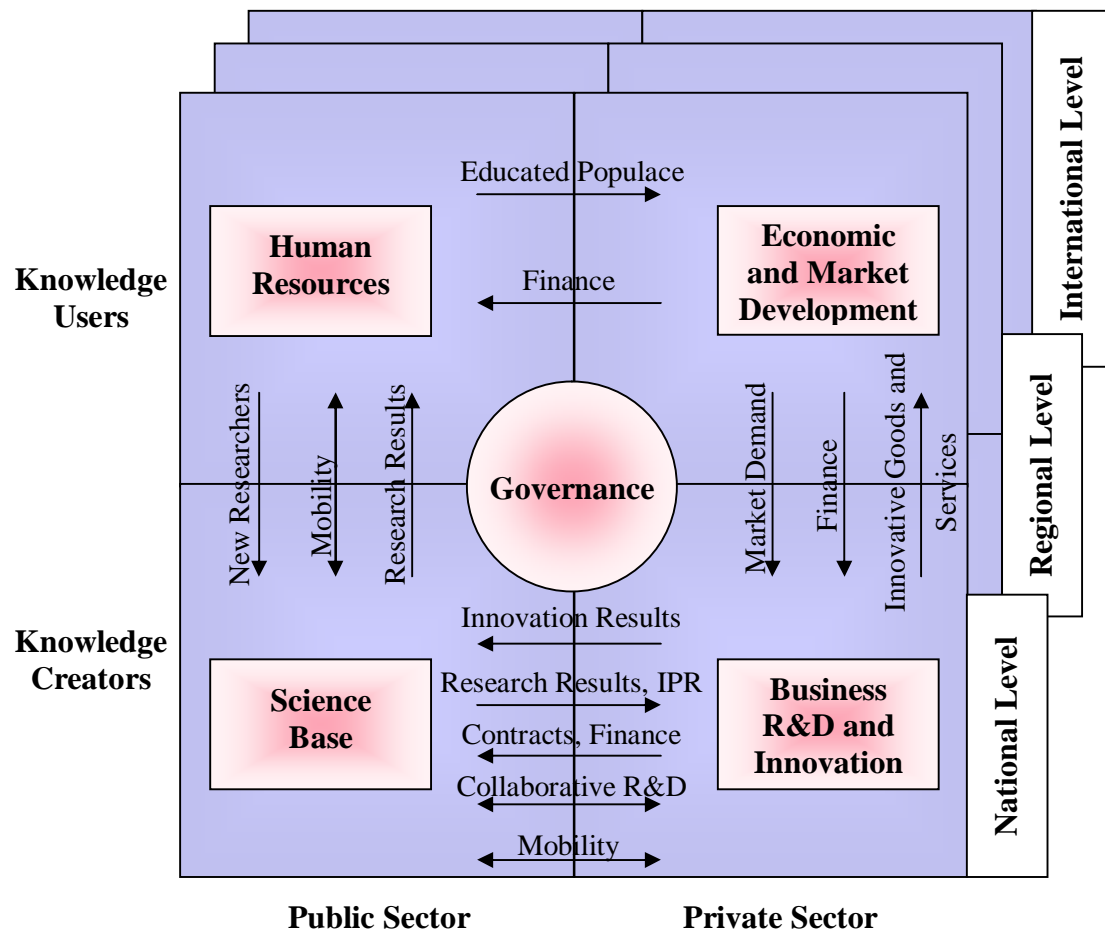 International Level
Educated Populace
Human
Resources
Economic
and Market
Development
Knowledge
Users
Finance
Regional Level
New Researchers
Mobility
Research Results
Governance
Market Demand
Finance
Innovative Goods and
Services
Innovation Results
Knowledge
Creators
Science
Base
Research Results, IPR
Contracts, Finance
Collaborative R&D
Mobility
Business
R&D and
Innovation
National Level
Public Sector
Private Sector